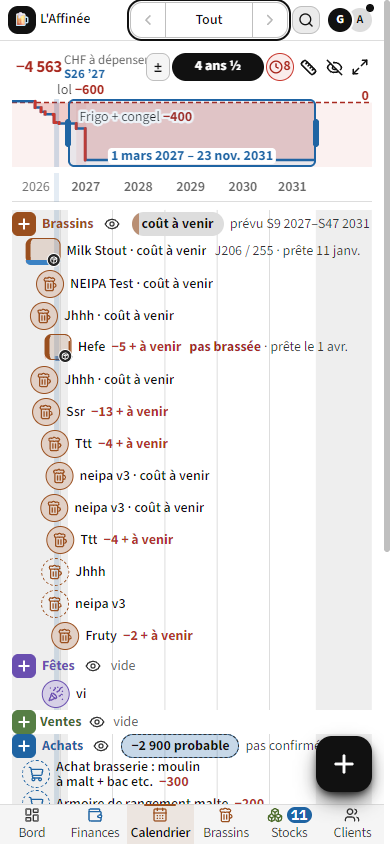 L'Affinée
Tout
G A
−4 563 CHF à dépenser
S26 ’27
± 4 ans ½ 8
lol −600
0
Frigo + congel −400
1 mars 2027 – 23 nov. 2031
2026 2027 2028 2029 2030 2031
Brassins coût à venir prévu S9 2027–S47 2031
Milk Stout · coût à venir J206 / 255 · prête 11 janv.
NEIPA Test · coût à venir
Jhhh · coût à venir
Hefe −5 + à venir pas brassée · prête le 1 avr.
Jhhh · coût à venir
Ssr −13 + à venir
Ttt −4 + à venir
neipa v3 · coût à venir
neipa v3 · coût à venir
Ttt −4 + à venir
Jhhh
neipa v3
Fruty −2 + à venir
Fêtes vide
vi
Ventes vide
Achats −2 900 probable pas confirmé
Achat brasserie : moulin
à malt + bac etc. −300
Armoire de rangement malte −200
Bord Finances Calendrier Brassins Stocks 11 Clients